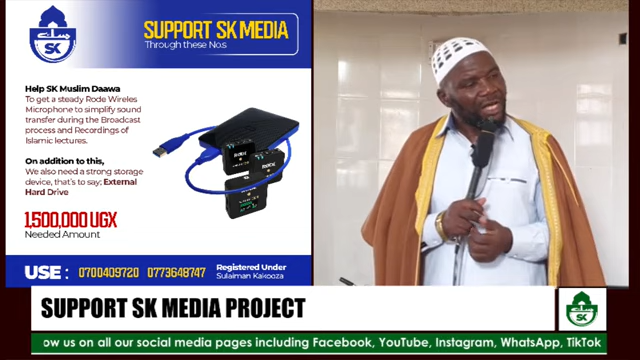 SUPPORT SK MEDIA
Through these No.s
SK
Help SK Muslim Daawa
To get a steady Rode Wireles
Microphone to simplify sound
transfer during the Broadcast
process and Recordings of
Islamic lectures.
On addition to this,
We also need a strong storage
device, that's to say; External
Hard Drive
RODE
1,500,000 UGX
Needed Amount
USE : 0700409720 0773648747
Registered Under
Sulaiman Kakooza
SUPPORT SK MEDIA PROJECT
SK
ow us on all our social media pages including Facebook, YouTube, Instagram, WhatsApp, TikTok